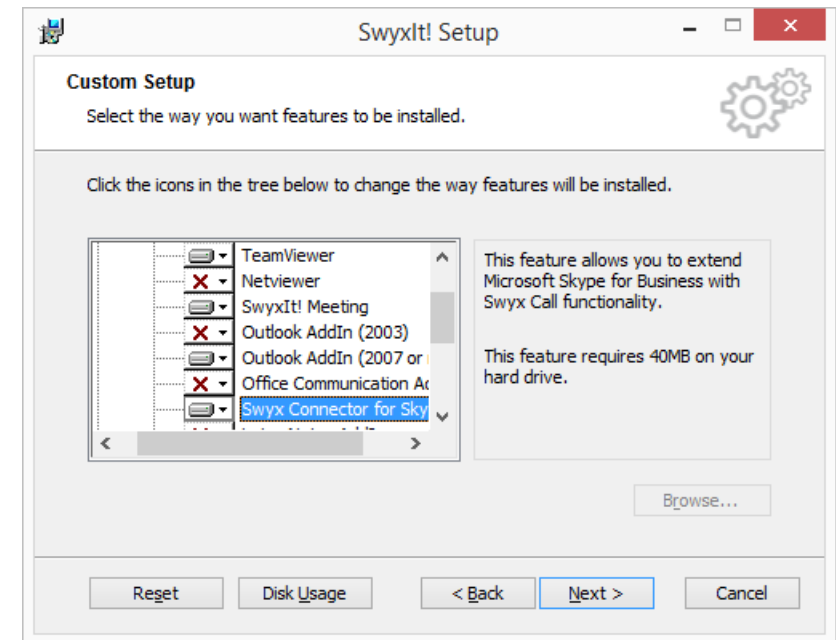 SwyxIt! Setup
Custom Setup
Select the way you want features to be installed.
Click the icons in the tree below to change the way features will be installed.
TeamViewer
Netviewer
SwyxIt! Meeting
Outlook AddIn (2003)
Outlook AddIn (2007 or
Office Communication
Swyx Connector for Sky
This feature allows you to extend
Microsoft Skype for Business with
Swyx Call functionality.
This feature requires 40MB on your
hard drive.
Browse...
Reset
Disk Usage
< Back
Next >
Cancel